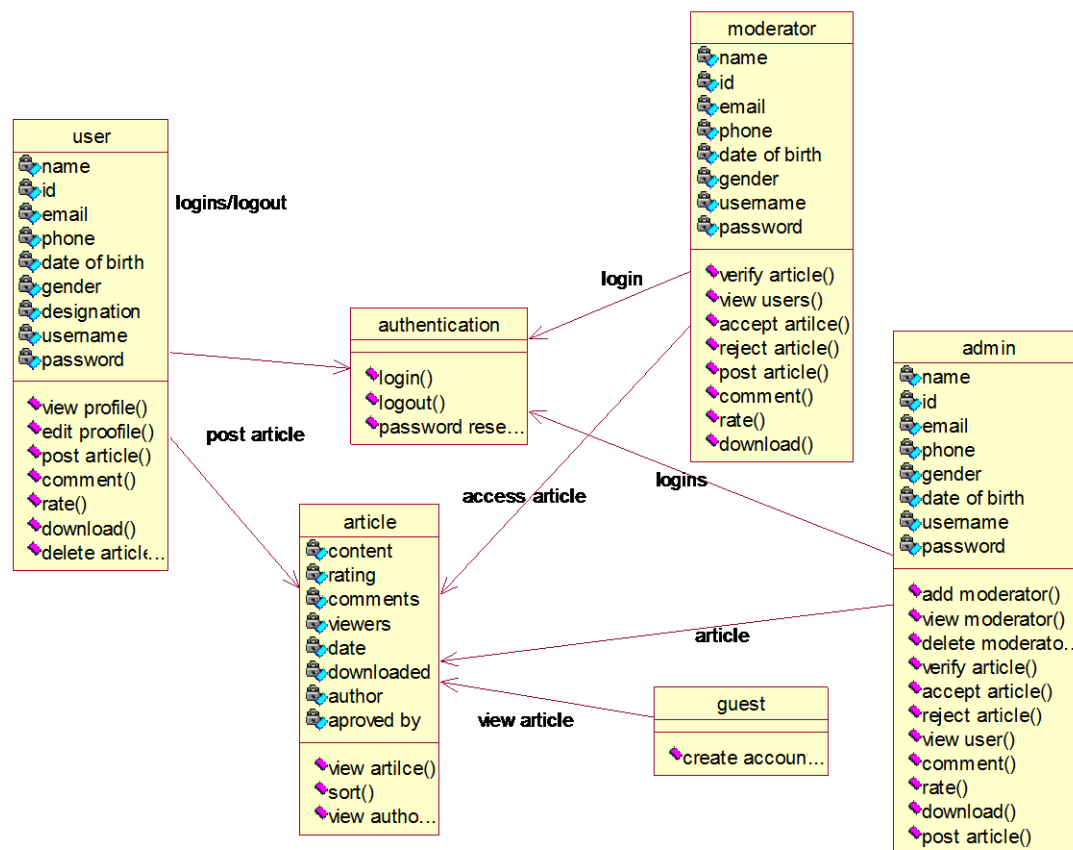 user
name
id
email
phone
date of birth
gender
designation
username
password
view profile()
edit proofile()
post article()
comment()
rate()
download()
delete article...
logins/logout
post article
authentication
login()
logout()
password rese...
login
access article
logins
article
view article
article
content
rating
comments
viewers
date
downloaded
author
aproved by
view artilce()
sort()
view autho...
moderator
name
id
email
phone
date of birth
gender
username
password
verify article()
view users()
accept artilce()
reject article()
post article()
comment()
rate()
download()
guest
create accoun...
admin
name
id
email
phone
gender
date of birth
username
password
add moderator()
view moderator()
delete moderato...
verify article()
accept article()
reject article()
view user()
comment()
rate()
download()
post article()